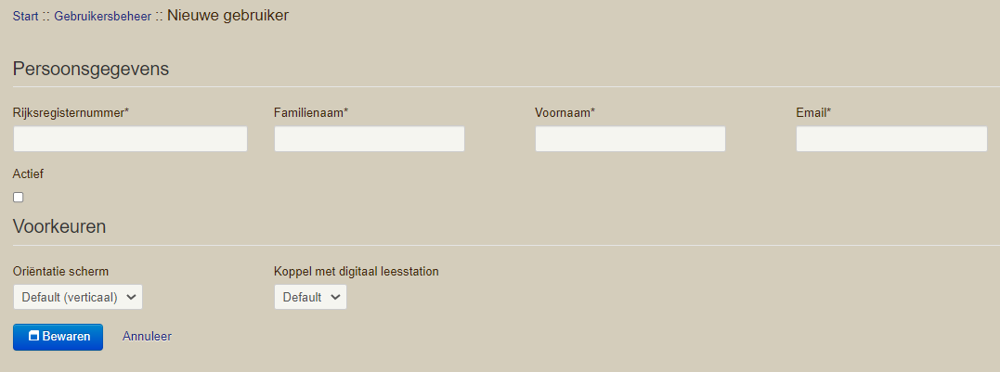 Start :: Gebruikersbeheer :: Nieuwe gebruiker
Persoonsgegevens
Rijksregisternummer* Familienaam* Voornaam* Email*
Actief
Voorkeuren
Oriëntatie scherm Koppel met digitaal leesstation
Default (verticaal) Default
Bewaren Annuleer